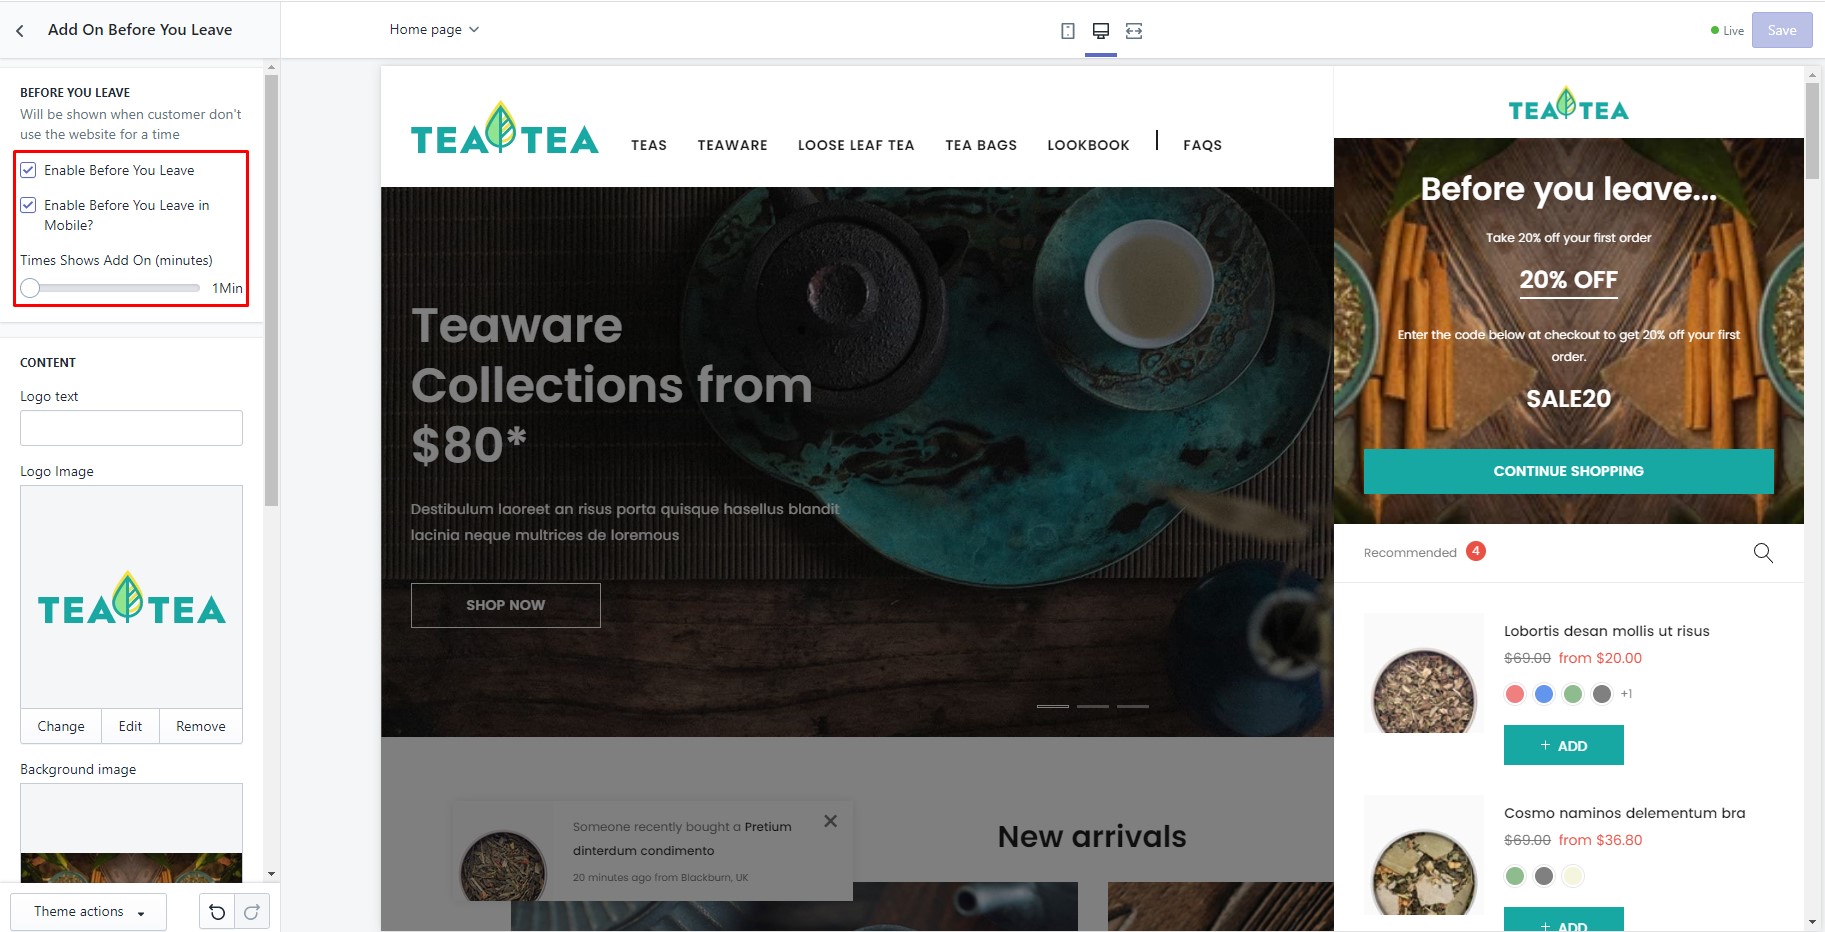 Add On Before You Leave
Home page
Live
Save
BEFORE YOU LEAVE
Will be shown when customer don't
use the website for a time
Enable Before You Leave
Enable Before You Leave in
Mobile?
Times Shows Add On (minutes)
1Min
CONTENT
Logo text
Logo Image
TEA TEA
Change
Edit
Remove
Background image
Theme actions
TEA TEA
TEAS
TEAWARE
LOOSE LEAF TEA
TEA BAGS
LOOKBOOK
FAQS
Teaware
Collections from
$80*
Destibulum laoreet an risus porta quisque hasellus blandit
lacinia neque multrices de loremous
SHOP NOW
Someone recently bought a Pretium
dinterdum condimento
20 minutes ago from Blackburn, UK
New arrivals
TEA TEA
Before you leave...
Take 20% off your first order
20% OFF
Enter the code below at checkout to get 20% off your first
order.
SALE20
CONTINUE SHOPPING
Recommended 4
Lobortis desan mollis ut risus
$69.00 from $20.00
+1
+ ADD
Cosmo naminos delementum bra
$69.00 from $36.80
+ ADD